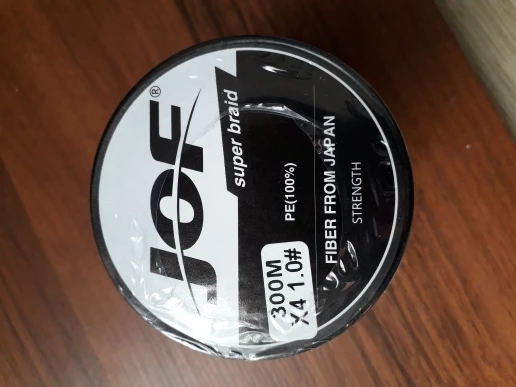 JOF®
super braid
PE(100%)
FIBER FROM JAPAN
STRENGTH
300M
X4 1.0#